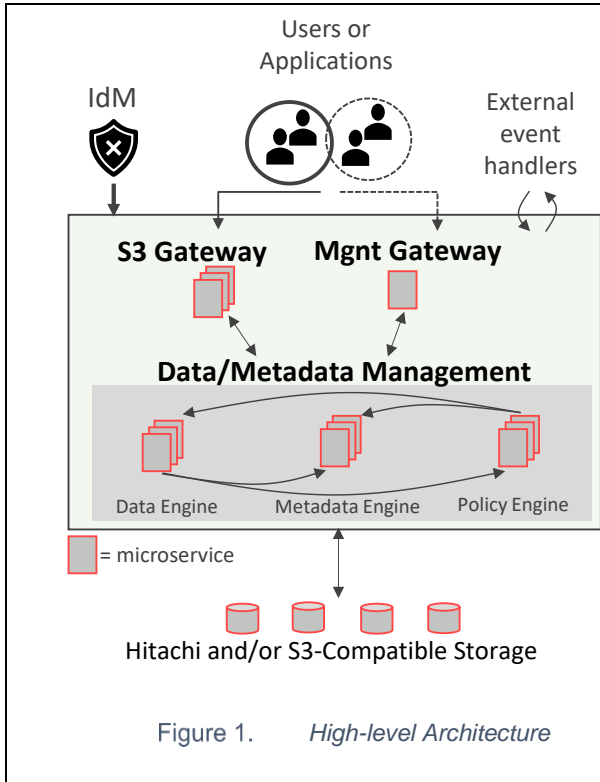 Users or
Applications
IdM
External
event
handlers
S3 Gateway
Mgnt Gateway
Data/Metadata Management
Data Engine
Metadata Engine
Policy Engine
= microservice
Hitachi and/or S3-Compatible Storage
Figure 1. High-level Architecture